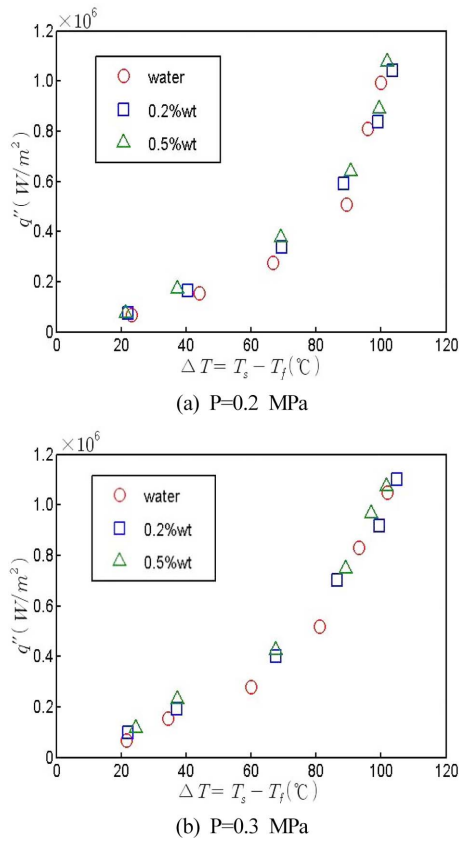 ×10⁶
1.2
1.0
0.8
0.6
0.4
0.2
0
q″(W/m²)
water
0.2%wt
0.5%wt
0 20 40 60 80 100 120
ΔT= Tₛ − T_f(℃)
(a) P=0.2 MPa
×10⁶
1.2
1.0
0.8
0.6
0.4
0.2
0
q″(W/m²)
water
0.2%wt
0.5%wt
0 20 40 60 80 100 120
ΔT= Tₛ − T_f(℃)
(b) P=0.3 MPa